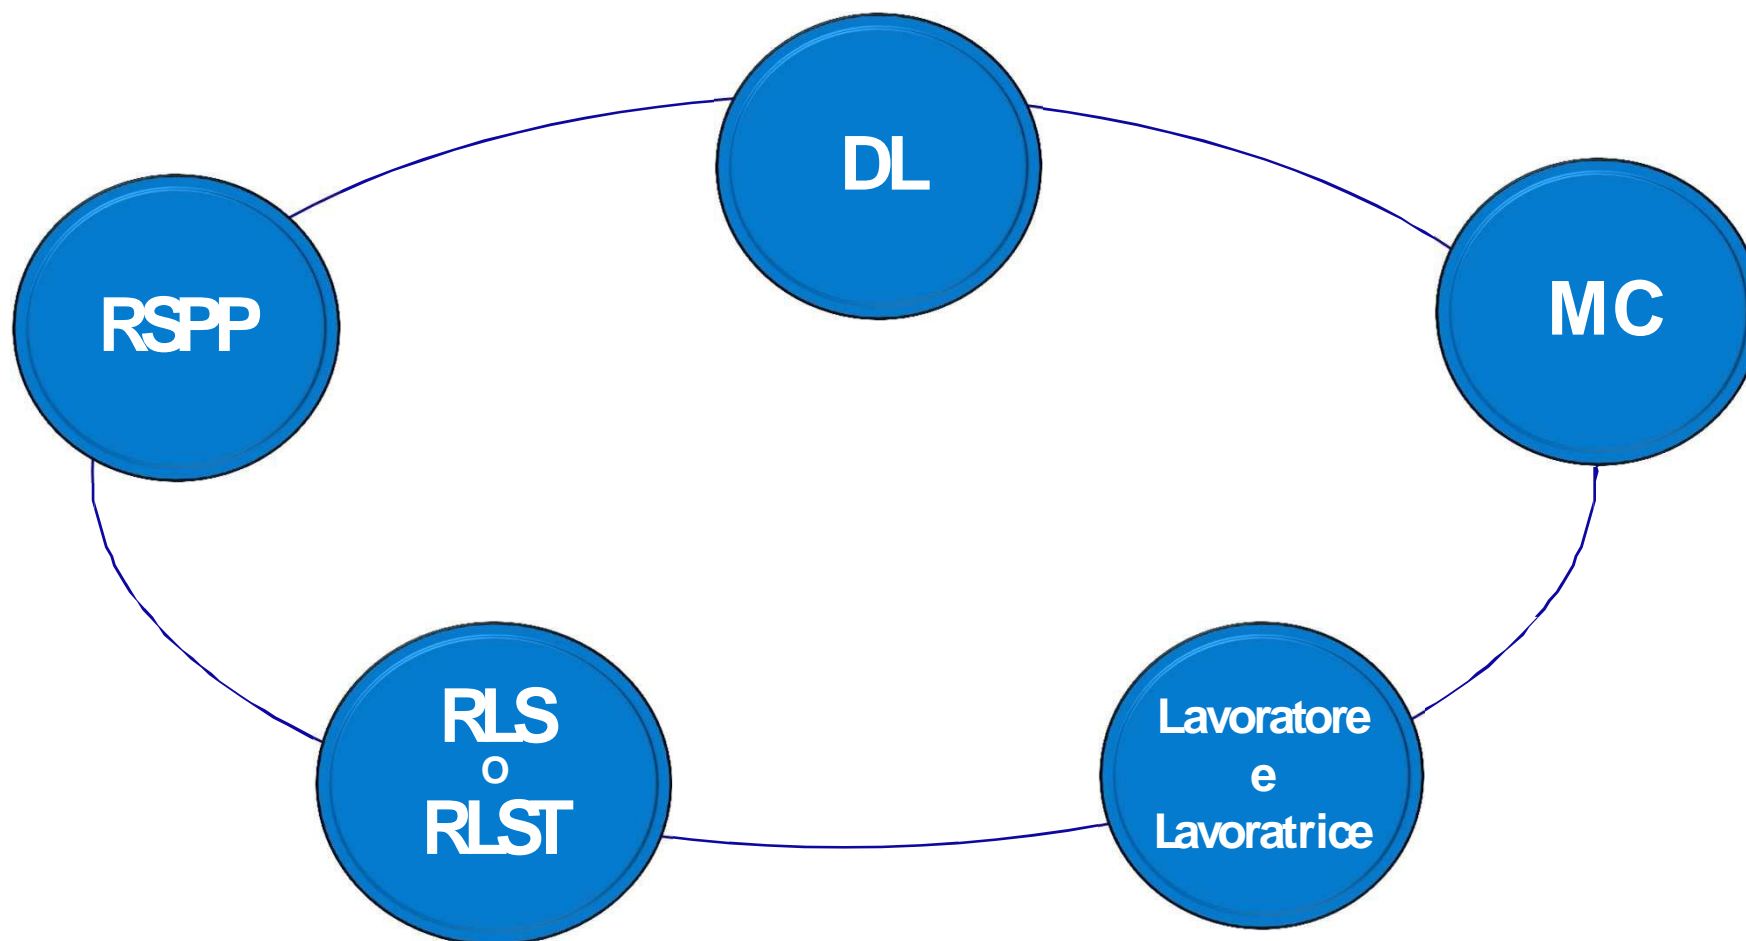 DL
RSPP
MC
RLS
O
RLST
Lavoratore
e
Lavoratrice